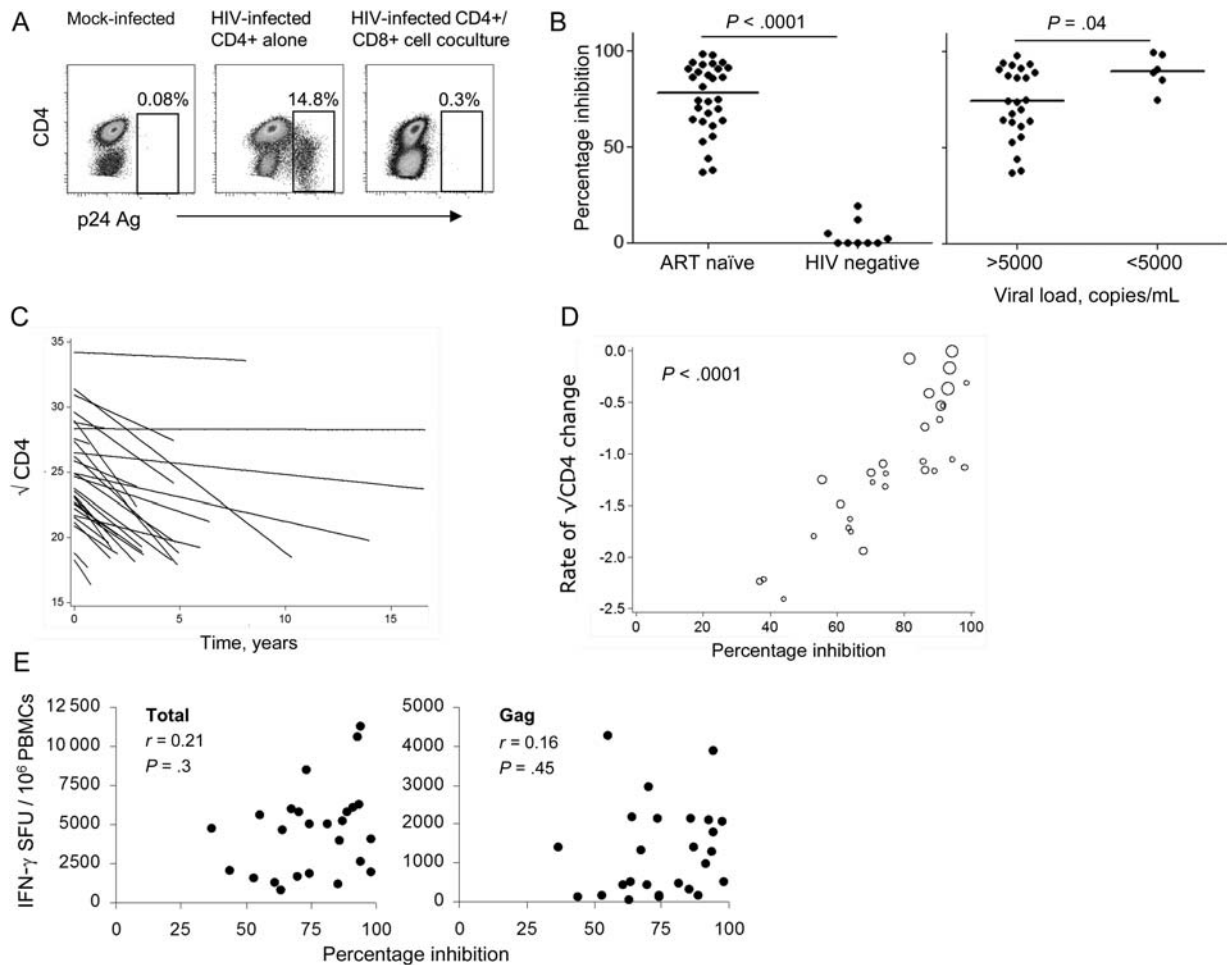 A
Mock-infected
HIV-infected
CD4+ alone
HIV-infected CD4+/
CD8+ cell coculture
0.08%
14.8%
0.3%
CD4
p24 Ag
B
P < .0001
P = .04
100
50
0
Percentage inhibition
ART naïve
HIV negative
>5000
<5000
Viral load, copies/mL
C
35
30
25
20
15
√ CD4
0
5
10
15
Time, years
D
P < .0001
0.0
-0.5
-1.0
-1.5
-2.0
-2.5
Rate of √CD4 change
0
20
40
60
80
100
Percentage inhibition
E
12 500
10 000
7500
5000
2500
0
IFN-γ SFU / 10⁶ PBMCs
Total
r = 0.21
P = .3
0
25
50
75
100
5000
4000
3000
2000
1000
0
Gag
r = 0.16
P = .45
0
25
50
75
100
Percentage inhibition